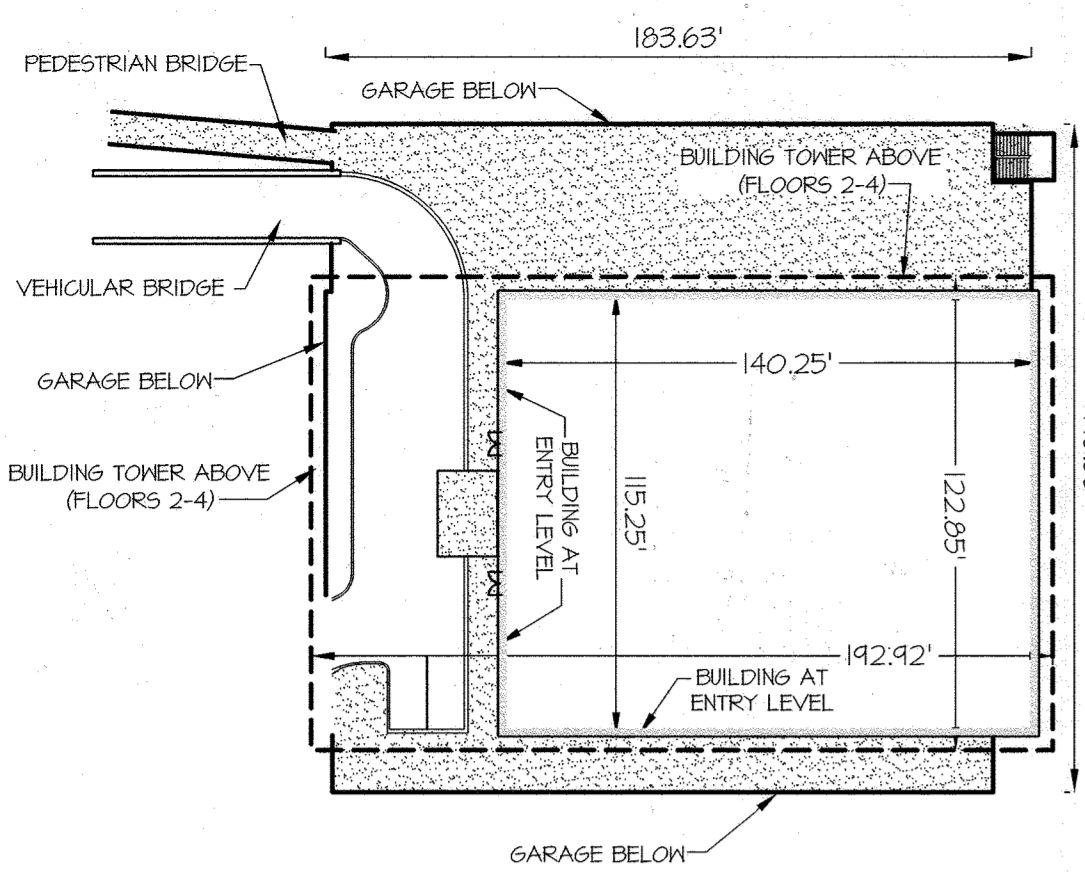 183.63'
PEDESTRIAN BRIDGE
GARAGE BELOW
BUILDING TOWER ABOVE
(FLOORS 2-4)
VEHICULAR BRIDGE
140.25'
GARAGE BELOW
BUILDING AT
ENTRY LEVEL
115.25'
122.85'
BUILDING TOWER ABOVE
(FLOORS 2-4)
192.92'
BUILDING AT
ENTRY LEVEL
GARAGE BELOW